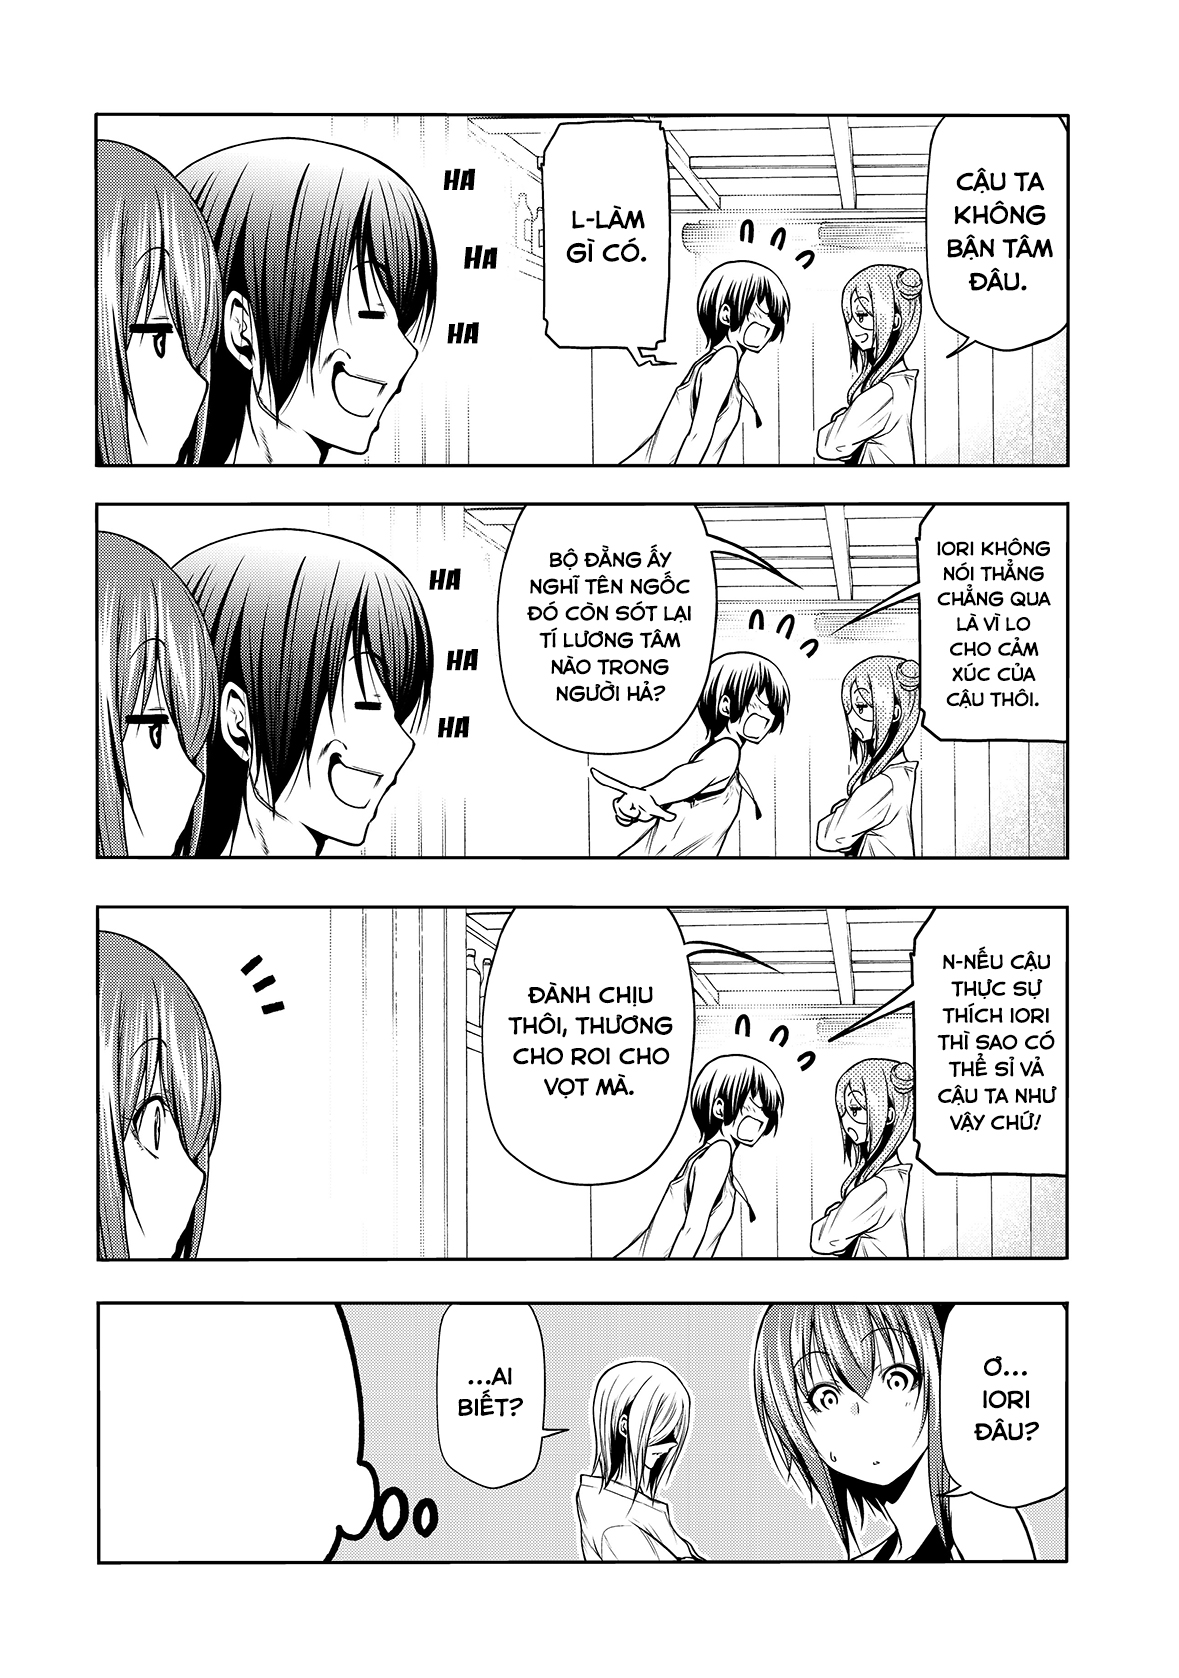 CẬU TA
KHÔNG
BẬN TÂM
ĐÂU.
L-LÀM
GÌ CÓ.
HA
HA
HA
IORI KHÔNG
NÓI THẲNG
CHẲNG QUA
LÀ VÌ LO
CHO CẢM
XÚC CỦA
CẬU THÔI.
BỘ ĐẰNG ẤY
NGHĨ TÊN NGỐC
ĐÓ CÒN SÓT LẠI
TÍ LƯƠNG TÂM
NÀO TRONG
NGƯỜI HẢ?
HA
HA
HA
N-NẾU CẬU
THỰC SỰ
THÍCH IORI
THÌ SAO CÓ
THỂ SỈ VẢ
CẬU TA NHƯ
VẬY CHỨ!
ĐÀNH CHỊU
THÔI, THƯƠNG
CHO ROI CHO
VỌT MÀ.
Ơ...
IORI
ĐÂU?
...AI
BIẾT?